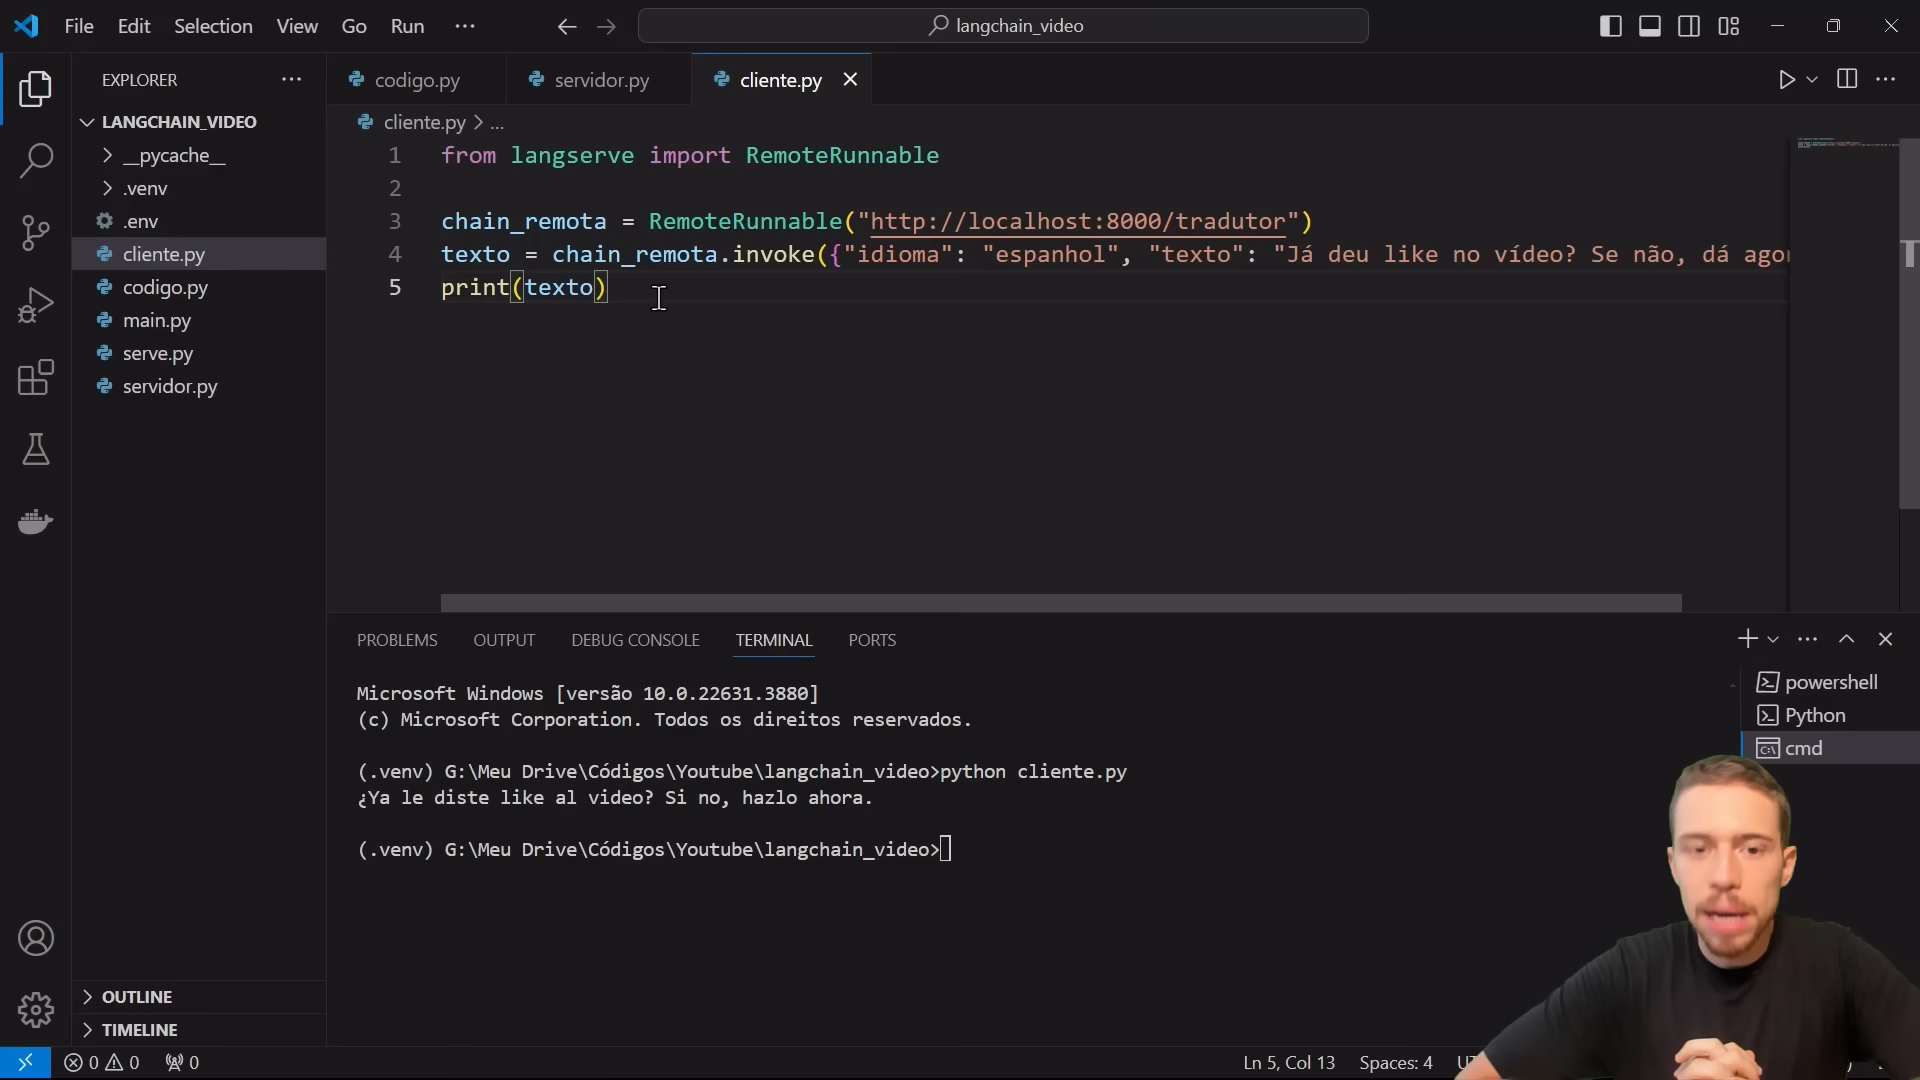 File Edit Selection View Go Run ... langchain_video
EXPLORER ...
codigo.py servidor.py cliente.py
LANGCHAIN_VIDEO
cliente.py > ...
__pycache__
.venv
.env
cliente.py
codigo.py
main.py
serve.py
servidor.py
1 from langserve import RemoteRunnable
2
3 chain_remota = RemoteRunnable("http://localhost:8000/tradutor")
4 texto = chain_remota.invoke({"idioma": "espanhol", "texto": "Já deu like no vídeo? Se não, dá ago
5 print(texto)
PROBLEMS OUTPUT DEBUG CONSOLE TERMINAL PORTS
Microsoft Windows [versão 10.0.22631.3880]
(c) Microsoft Corporation. Todos os direitos reservados.
(.venv) G:\Meu Drive\Códigos\Youtube\langchain_video>python cliente.py
¿Ya le diste like al video? Si no, hazlo ahora.
(.venv) G:\Meu Drive\Códigos\Youtube\langchain_video>
powershell
Python
cmd
OUTLINE
TIMELINE
0 0 0 Ln 5, Col 13 Spaces: 4